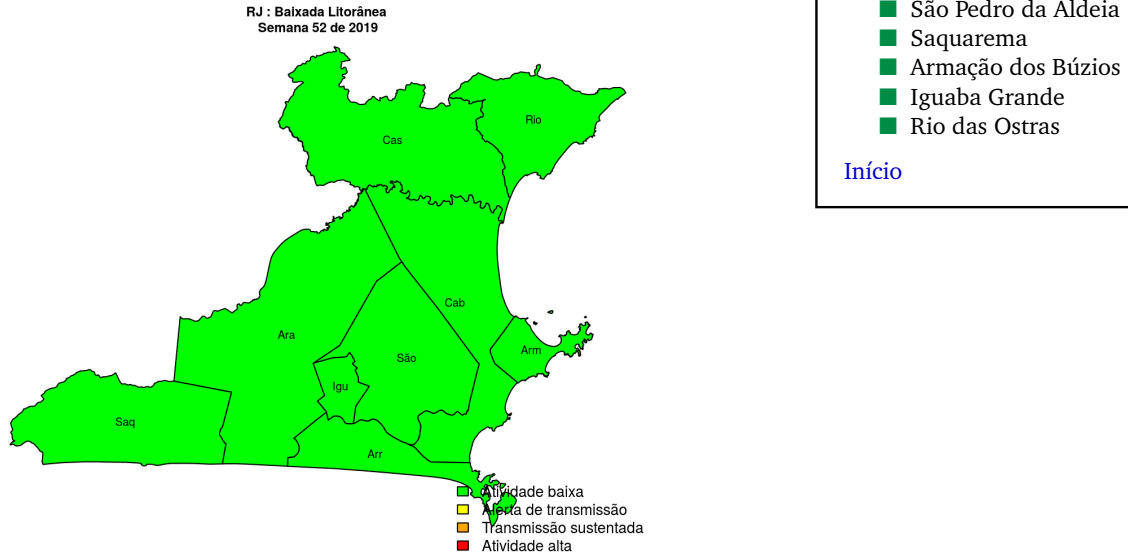 RJ : Baixada Litorânea
Semana 52 de 2019
Rio
Cas
Cab
Ara
Arm
São
Igu
Saq
Arr
Atividade baixa
Alerta de transmissão
Transmissão sustentada
Atividade alta
São Pedro da Aldeia
Saquarema
Armação dos Búzios
Iguaba Grande
Rio das Ostras
Início